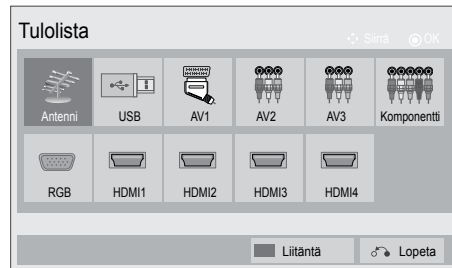 Tulolista
Siirrä OK
Antenni USB AV1 AV2 AV3 Komponentti
RGB HDMI1 HDMI2 HDMI3 HDMI4
Liitäntä Lopeta